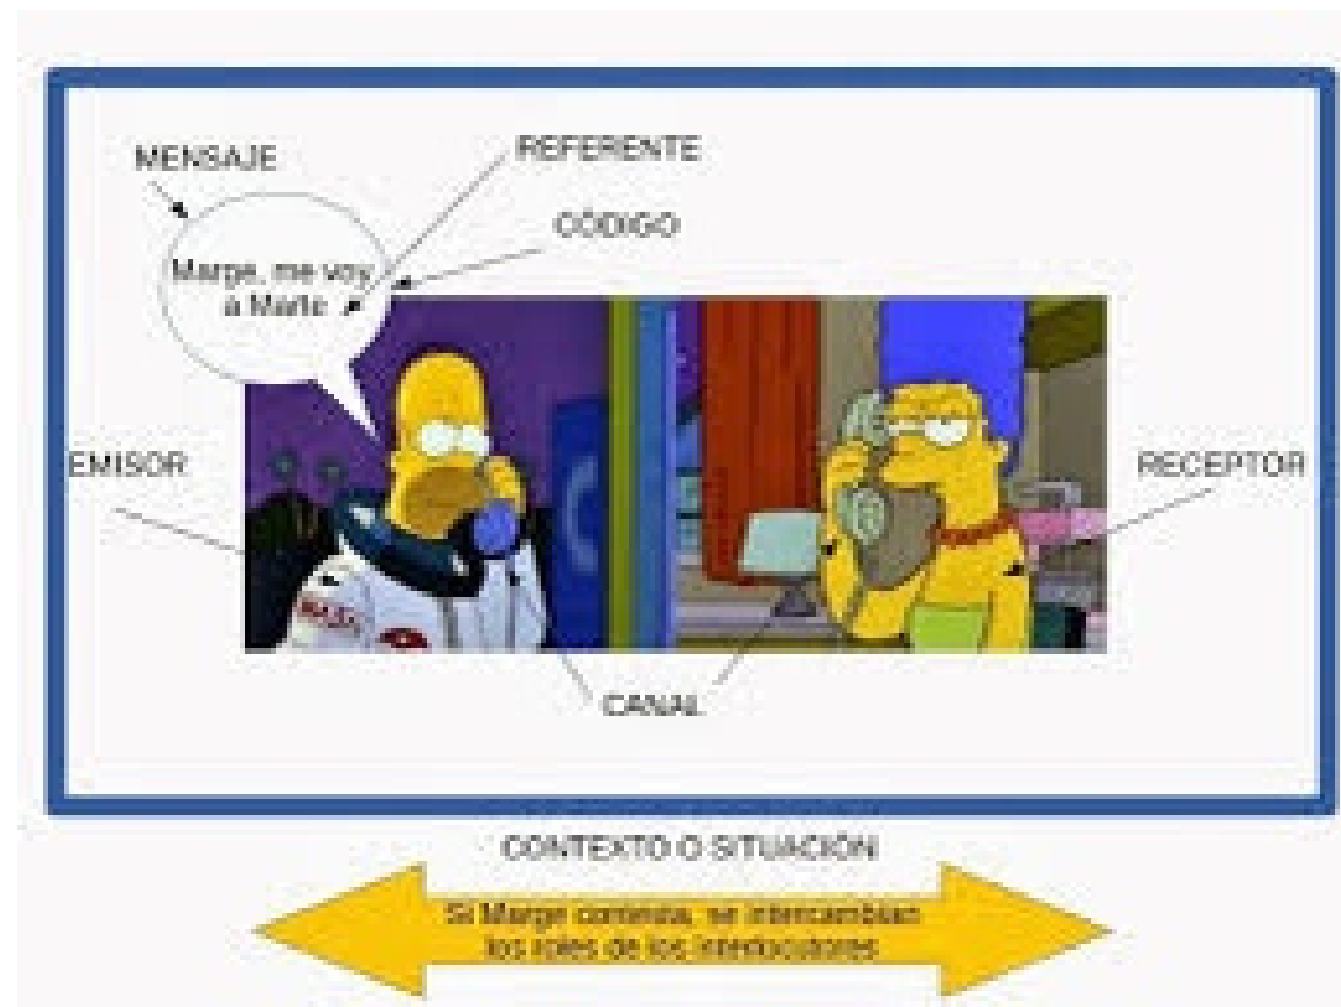 MENSAJE
REFERENTE
CÓDIGO
Marge, me voy
a Marte
EMISOR
RECEPTOR
NASA
CANAL
CONTEXTO O SITUACIÓN
Si Marge contesta, se intercambian
los roles de los interlocutores